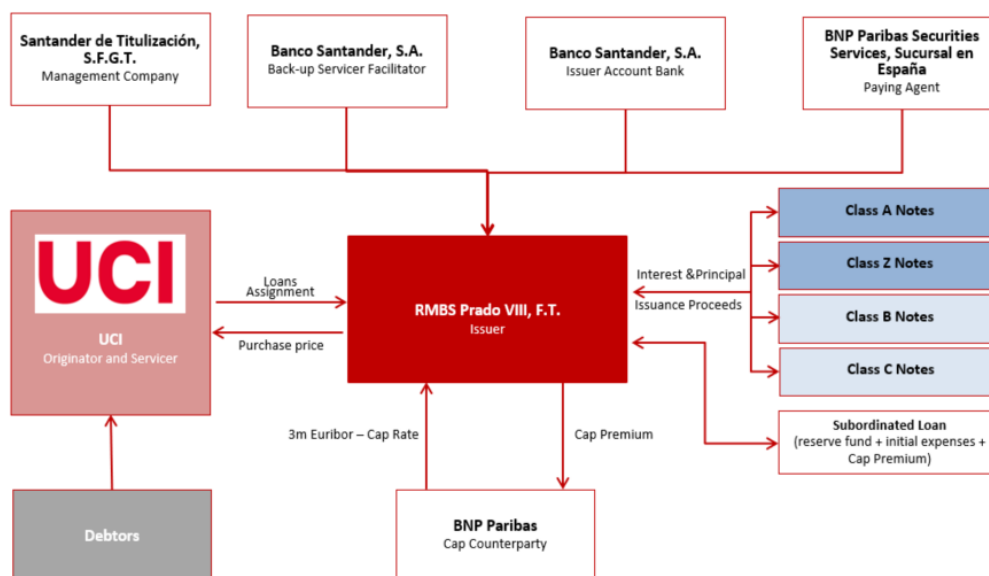 Santander de Titulización,
S.F.G.T.
Management Company
Banco Santander, S.A.
Back-up Servicer Facilitator
Banco Santander, S.A.
Issuer Account Bank
BNP Paribas Securities
Services, Sucursal en
España
Paying Agent
UCI
UCI
Originator and Servicer
Loans
Assignment
Purchase price
RMBS Prado VIII, F.T.
Issuer
Interest &Principal
Issuance Proceeds
Class A Notes
Class Z Notes
Class B Notes
Class C Notes
Subordinated Loan
(reserve fund + initial expenses +
Cap Premium)
3m Euribor – Cap Rate
Cap Premium
Debtors
BNP Paribas
Cap Counterparty